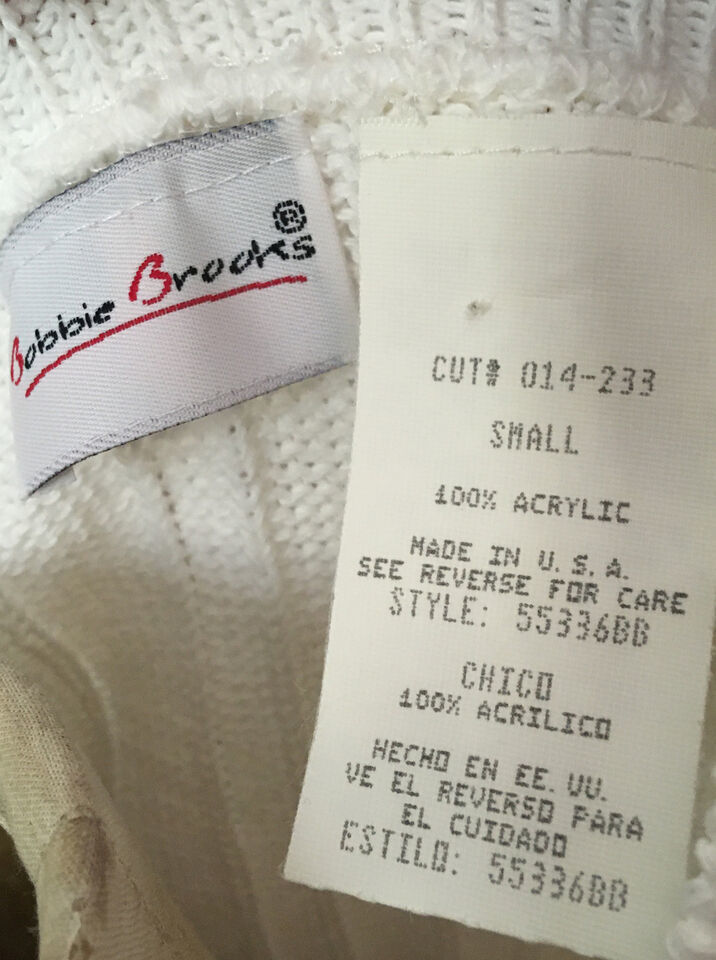 Bobbie Brooks ®
CUT# 014-233
SMALL
100% ACRYLIC
MADE IN U.S.A.
SEE REVERSE FOR CARE
STYLE: 55336BB
CHICO
100% ACRILICO
HECHO EN EE.UU.
VE EL REVERSO PARA
EL CUIDADO
ESTILO: 55336BB